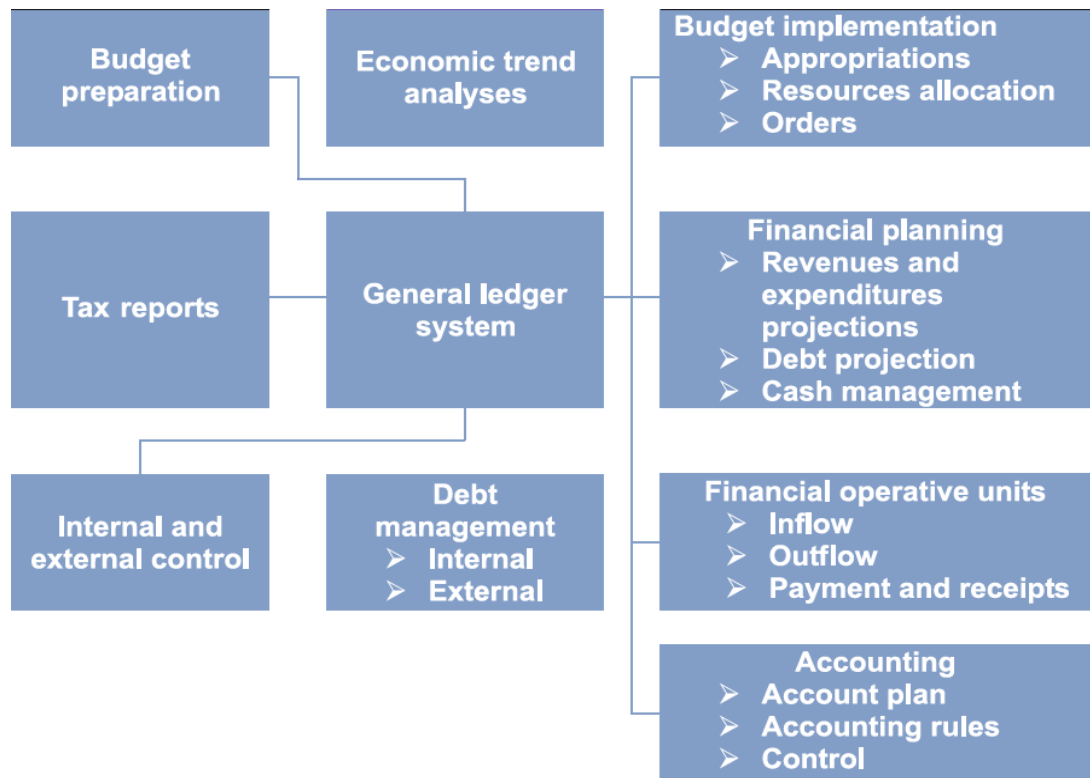 Budget
preparation
Economic trend
analyses
Budget implementation
➢ Appropriations
➢ Resources allocation
➢ Orders
Tax reports
General ledger
system
Financial planning
➢ Revenues and
expenditures
projections
➢ Debt projection
➢ Cash management
Internal and
external control
Debt
management
➢ Internal
➢ External
Financial operative units
➢ Inflow
➢ Outflow
➢ Payment and receipts
Accounting
➢ Account plan
➢ Accounting rules
➢ Control